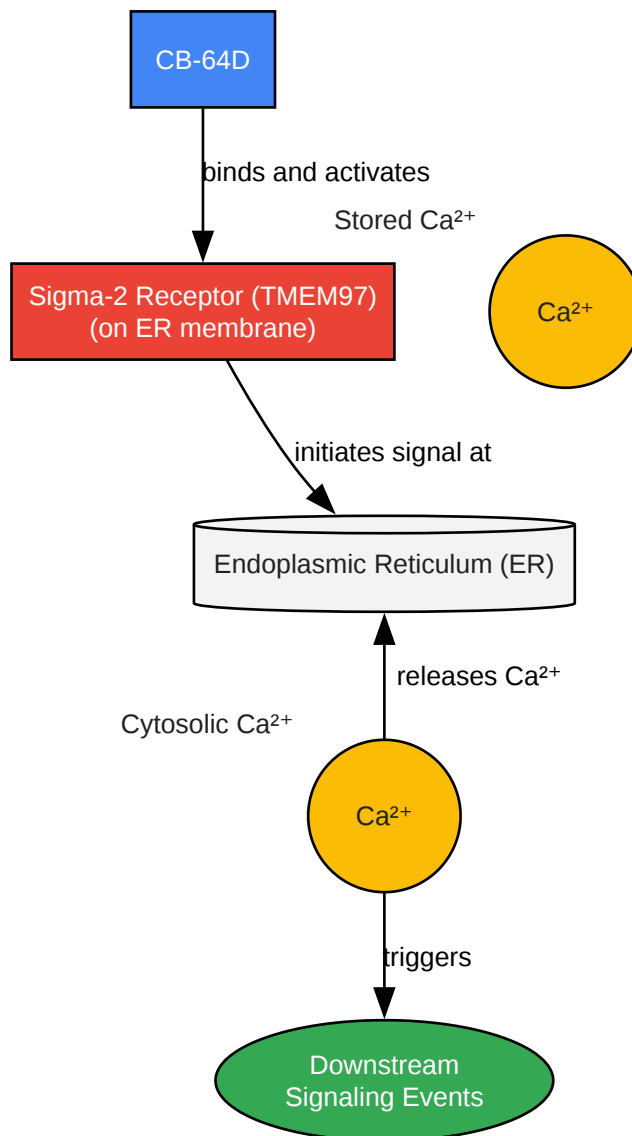 CB-64D
binds and activates
Stored Ca²⁺
Ca²⁺
Sigma-2 Receptor (TMEM97)
(on ER membrane)
initiates signal at
Endoplasmic Reticulum (ER)
releases Ca²⁺
Cytosolic Ca²⁺
Ca²⁺
triggers
Downstream
Signaling Events